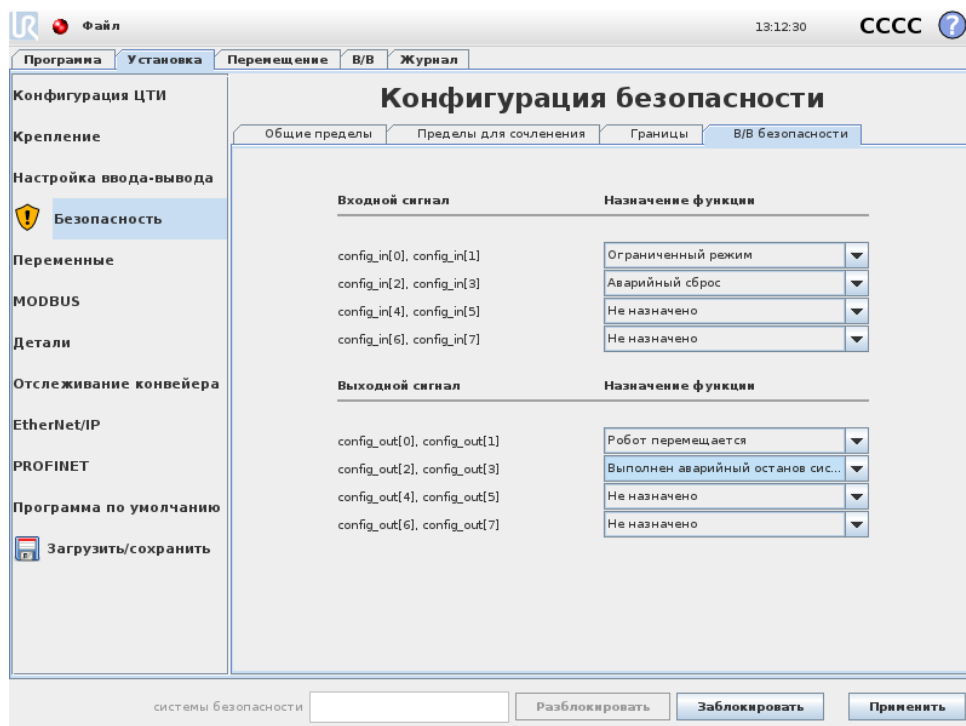 UR Файл 13:12:30 CCCC ?
Программа Установка Перемещение В/В Журнал
Конфигурация ЦТИ
Крепление
Настройка ввода-вывода
Безопасность
Переменные
MODBUS
Детали
Отслеживание конвейера
EtherNet/IP
PROFINET
Программа по умолчанию
Загрузить/сохранить
Конфигурация безопасности
Общие пределы Пределы для сочленения Границы В/В безопасности
Входной сигнал Назначение функции
config_in[0], config_in[1] Ограниченный режим
config_in[2], config_in[3] Аварийный сброс
config_in[4], config_in[5] Не назначено
config_in[6], config_in[7] Не назначено
Выходной сигнал Назначение функции
config_out[0], config_out[1] Робот перемещается
config_out[2], config_out[3] Выполнен аварийный останов сис...
config_out[4], config_out[5] Не назначено
config_out[6], config_out[7] Не назначено
системы безопасности Разблокировать Заблокировать Применить